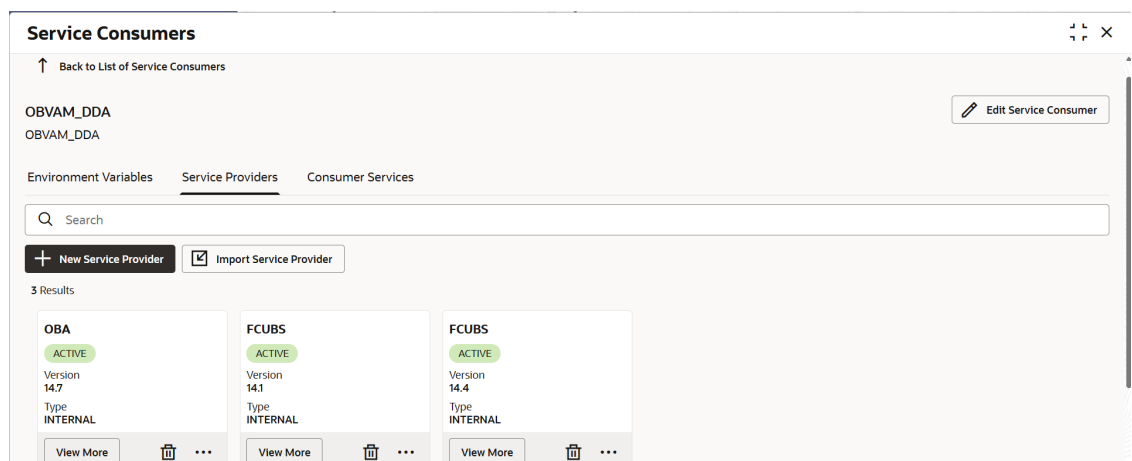 Service Consumers
Back to List of Service Consumers
OBVAM_DDA
Edit Service Consumer
OBVAM_DDA
Environment Variables Service Providers Consumer Services
Search
New Service Provider Import Service Provider
3 Results
OBA FCUBS FCUBS
ACTIVE ACTIVE ACTIVE
Version Version Version
14.7 14.1 14.4
Type Type Type
INTERNAL INTERNAL INTERNAL
View More View More View More